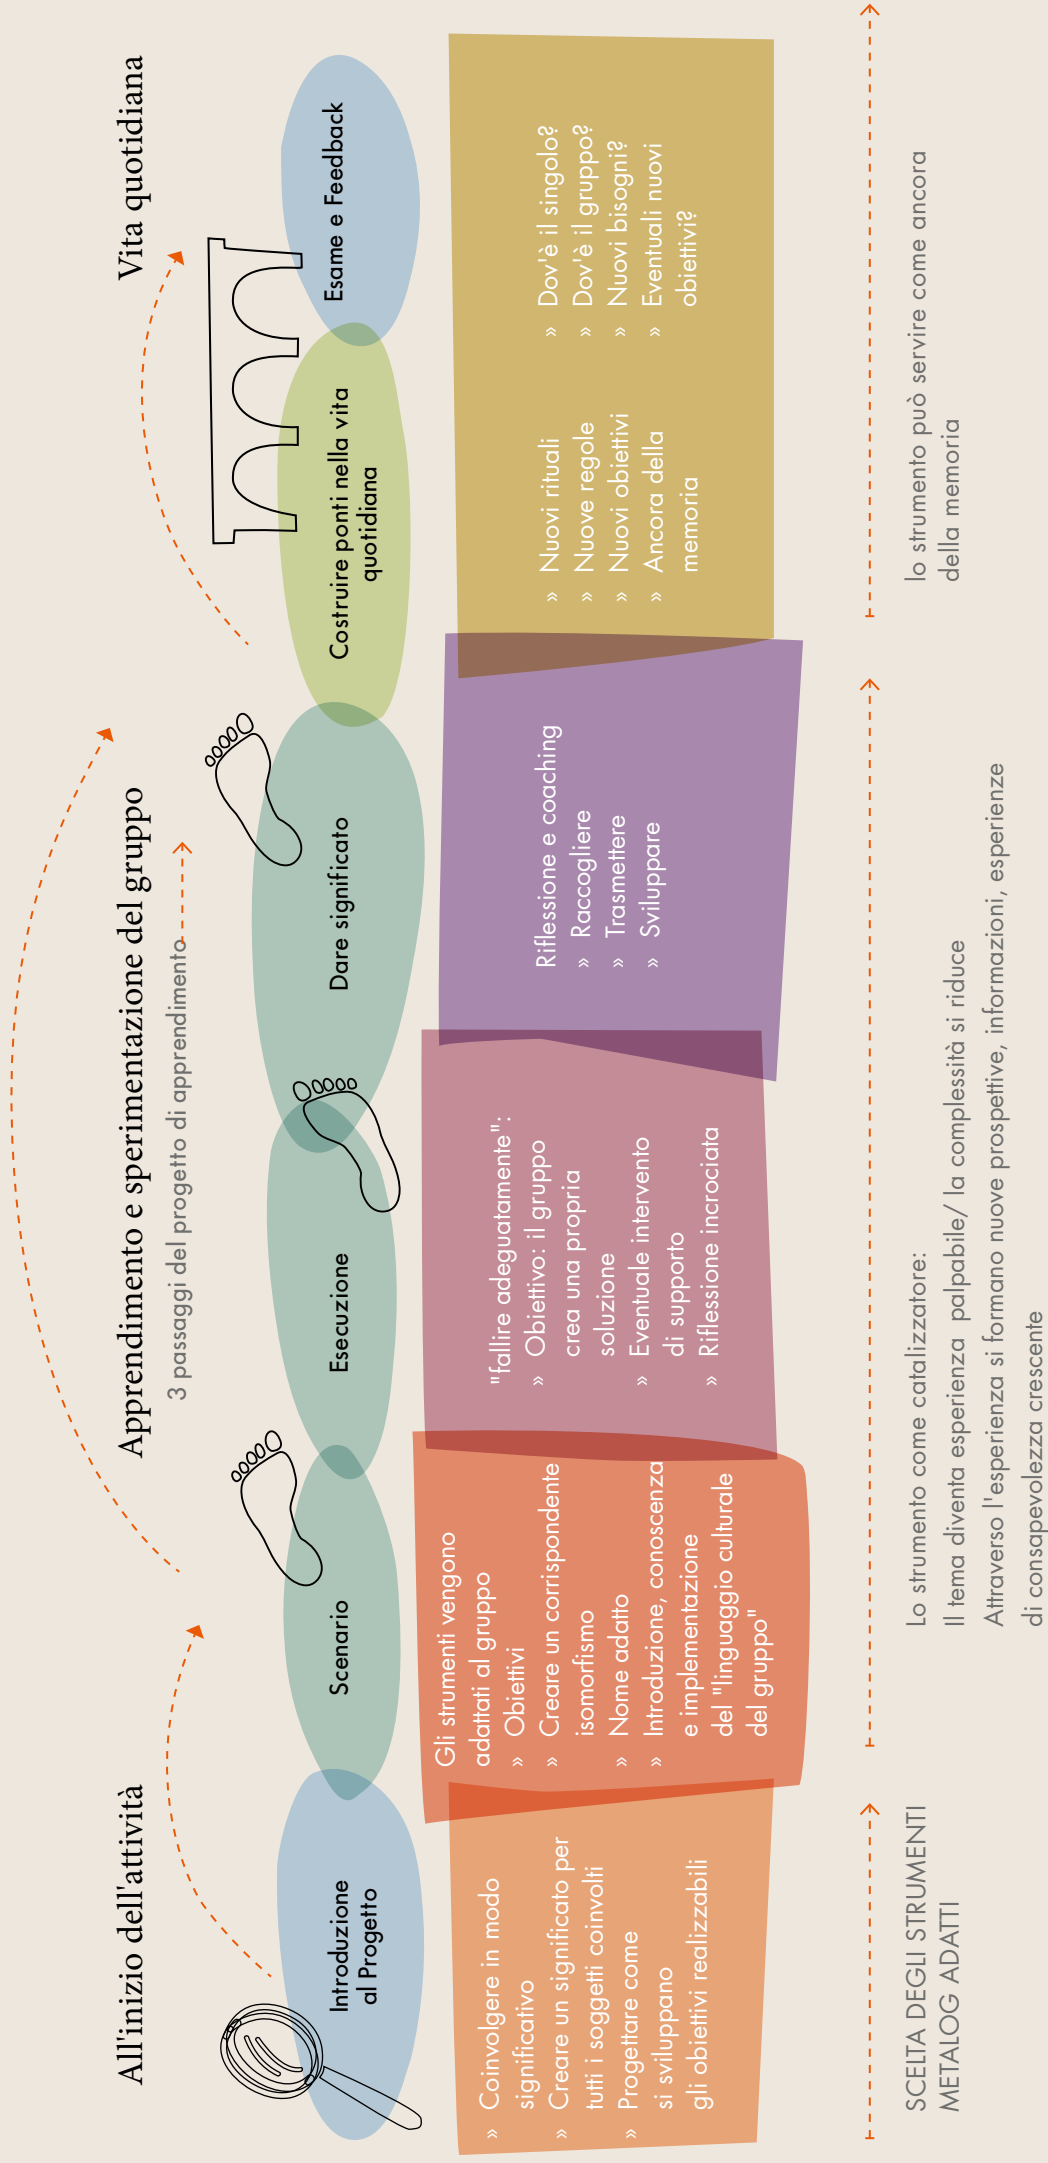 All'inizio dell'attività
Apprendimento e sperimentazione del gruppo
3 passaggi del progetto di apprendimento
Vita quotidiana
Introduzione
al Progetto
Scenario
Esecuzione
Dare significato
Costruire ponti nella vita
quotidiana
Esame e Feedback
» Coinvolgere in modo
significativo
» Creare un significato per
tutti i soggetti coinvolti
» Progettare come
si sviluppano
gli obiettivi realizzabili
Gli strumenti vengono
adattati al gruppo
» Obiettivi
» Creare un corrispondente
isomorfismo
» Nome adatto
» Introduzione, conoscenza
e implementazione
del "linguaggio culturale
del gruppo"
"fallire adeguatamente":
» Obiettivo: il gruppo
crea una propria
soluzione
» Eventuale intervento
di supporto
» Riflessione incrociata
Riflessione e coaching
» Raccogliere
» Trasmettere
» Sviluppare
» Nuovi rituali
» Nuove regole
» Nuovi obiettivi
» Ancora della
memoria
» Dov'è il singolo?
» Dov'è il gruppo?
» Nuovi bisogni?
» Eventuali nuovi
obiettivi?
SCELTA DEGLI STRUMENTI
METALOG ADATTI
Lo strumento come catalizzatore:
Il tema diventa esperienza palpabile/ la complessità si riduce
Attraverso l'esperienza si formano nuove prospettive, informazioni, esperienze
di consapevolezza crescente
lo strumento può servire come ancora
della memoria